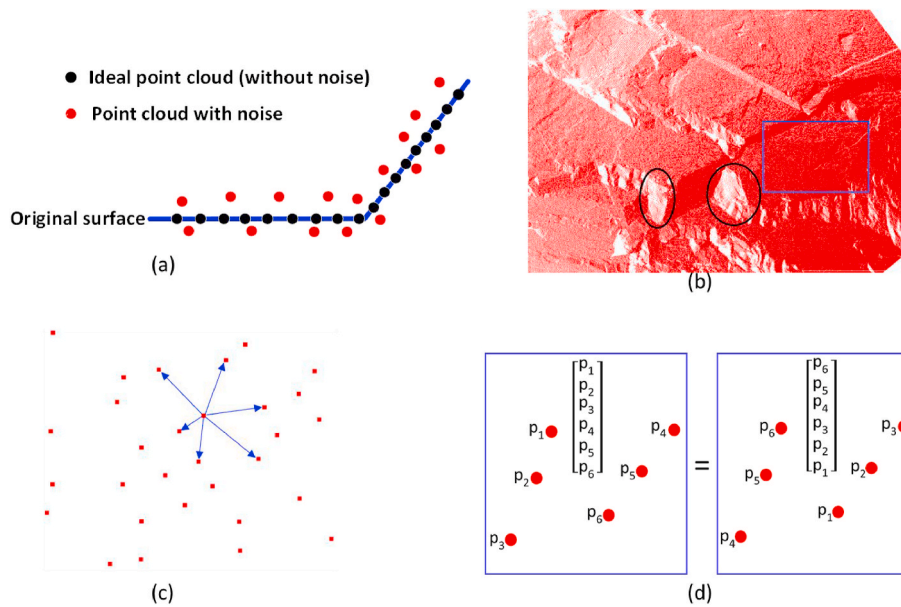 Ideal point cloud (without noise)
Point cloud with noise
Original surface
(a)
(b)
(c)
p1
p2
p3
p4
p5
p6
p1
p2
p3
p4
p5
p6
=
p6
p5
p4
p3
p2
p1
p6
p5
p4
p3
p2
p1
(d)